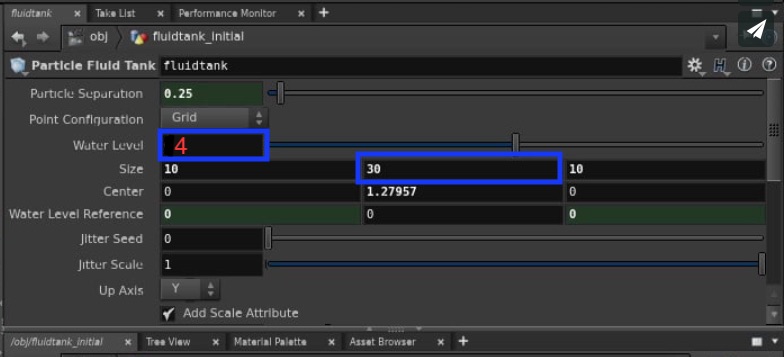 fluidtank × Take List × Performance Monitor × +
obj fluidtank_initial
Particle Fluid Tank fluidtank
Particle Separation 0.25
Point Configuration Grid
Water Level 4
Size 10 30 10
Center 0 1.27957 0
Water Level Reference 0 0 0
Jitter Seed 0
Jitter Scale 1
Up Axis Y
Add Scale Attribute
/obj/fluidtank_initial × Tree View × Material Palette × Asset Browser × +